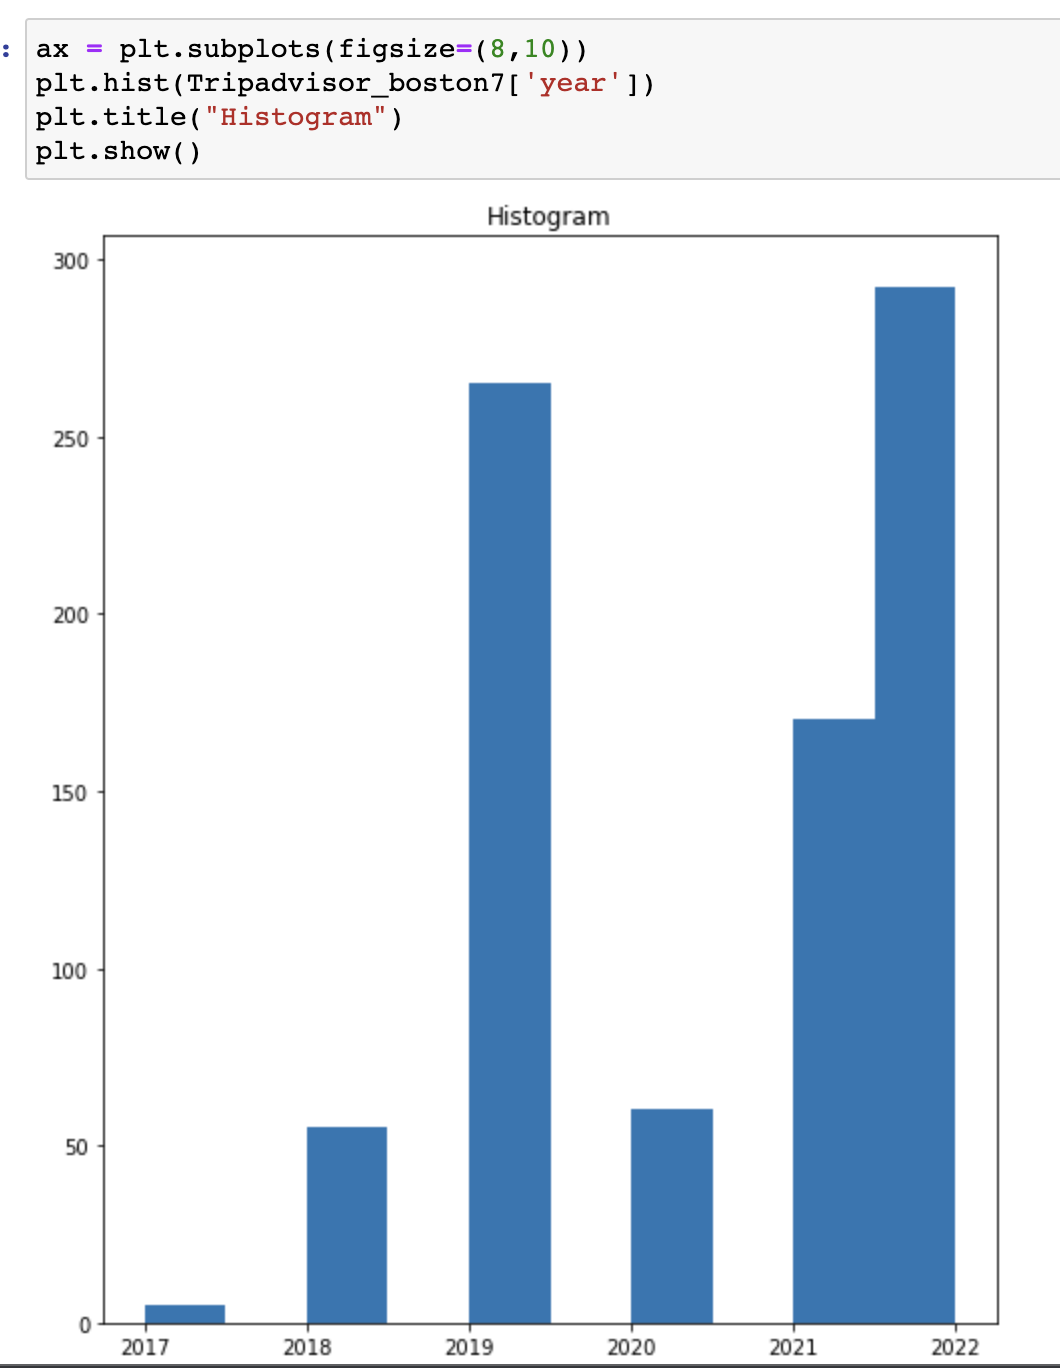 :
ax = plt.subplots(figsize=(8,10))
plt.hist(Tripadvisor_boston7['year'])
plt.title("Histogram")
plt.show()
Histogram
300
250
200
150
100
50
0
2017 2018 2019 2020 2021 2022